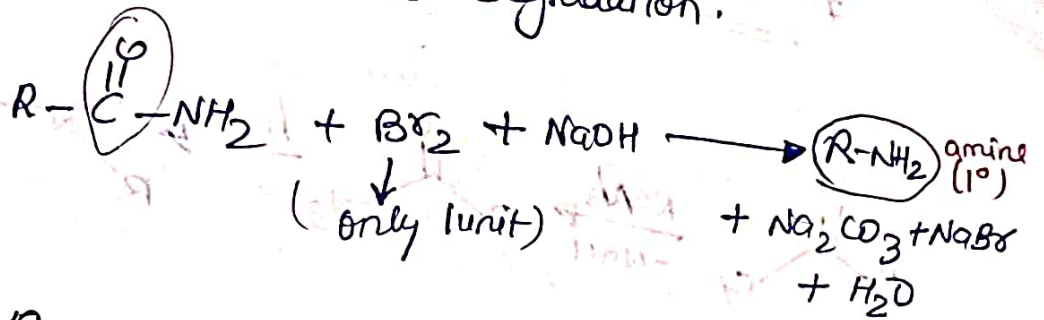 O
R-C-NH2 + Br2 + NaOH → R-NH2 amine (1°)
(only 1unit)
+ Na2CO3 + NaBr
+ H2O